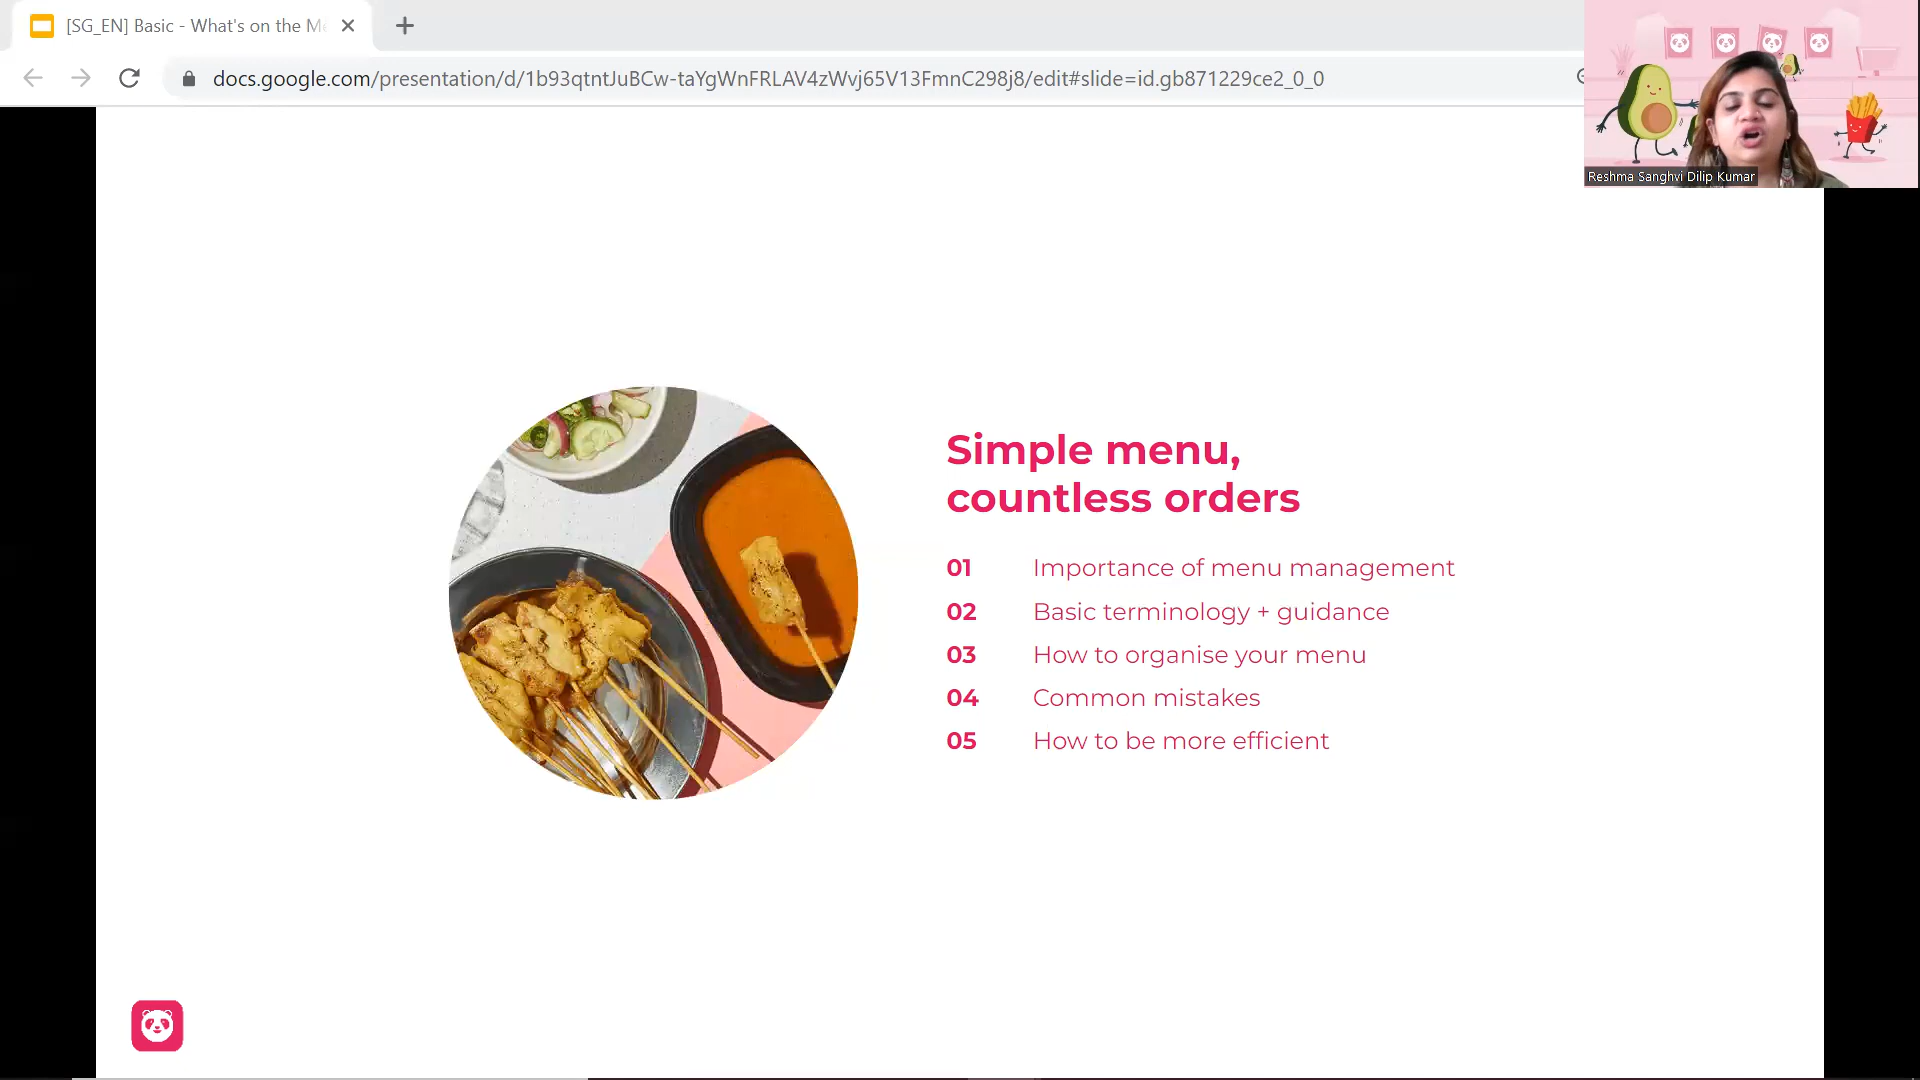 [SG_EN] Basic - What's on the Me
docs.google.com/presentation/d/1b93qtntJuBCw-taYgWnFRLAV4zWvj65V13FmnC298j8/edit#slide=id.gb871229ce2_0_0
Reshma Sanghvi Dilip Kumar
Simple menu,
countless orders
01 Importance of menu management
02 Basic terminology + guidance
03 How to organise your menu
04 Common mistakes
05 How to be more efficient